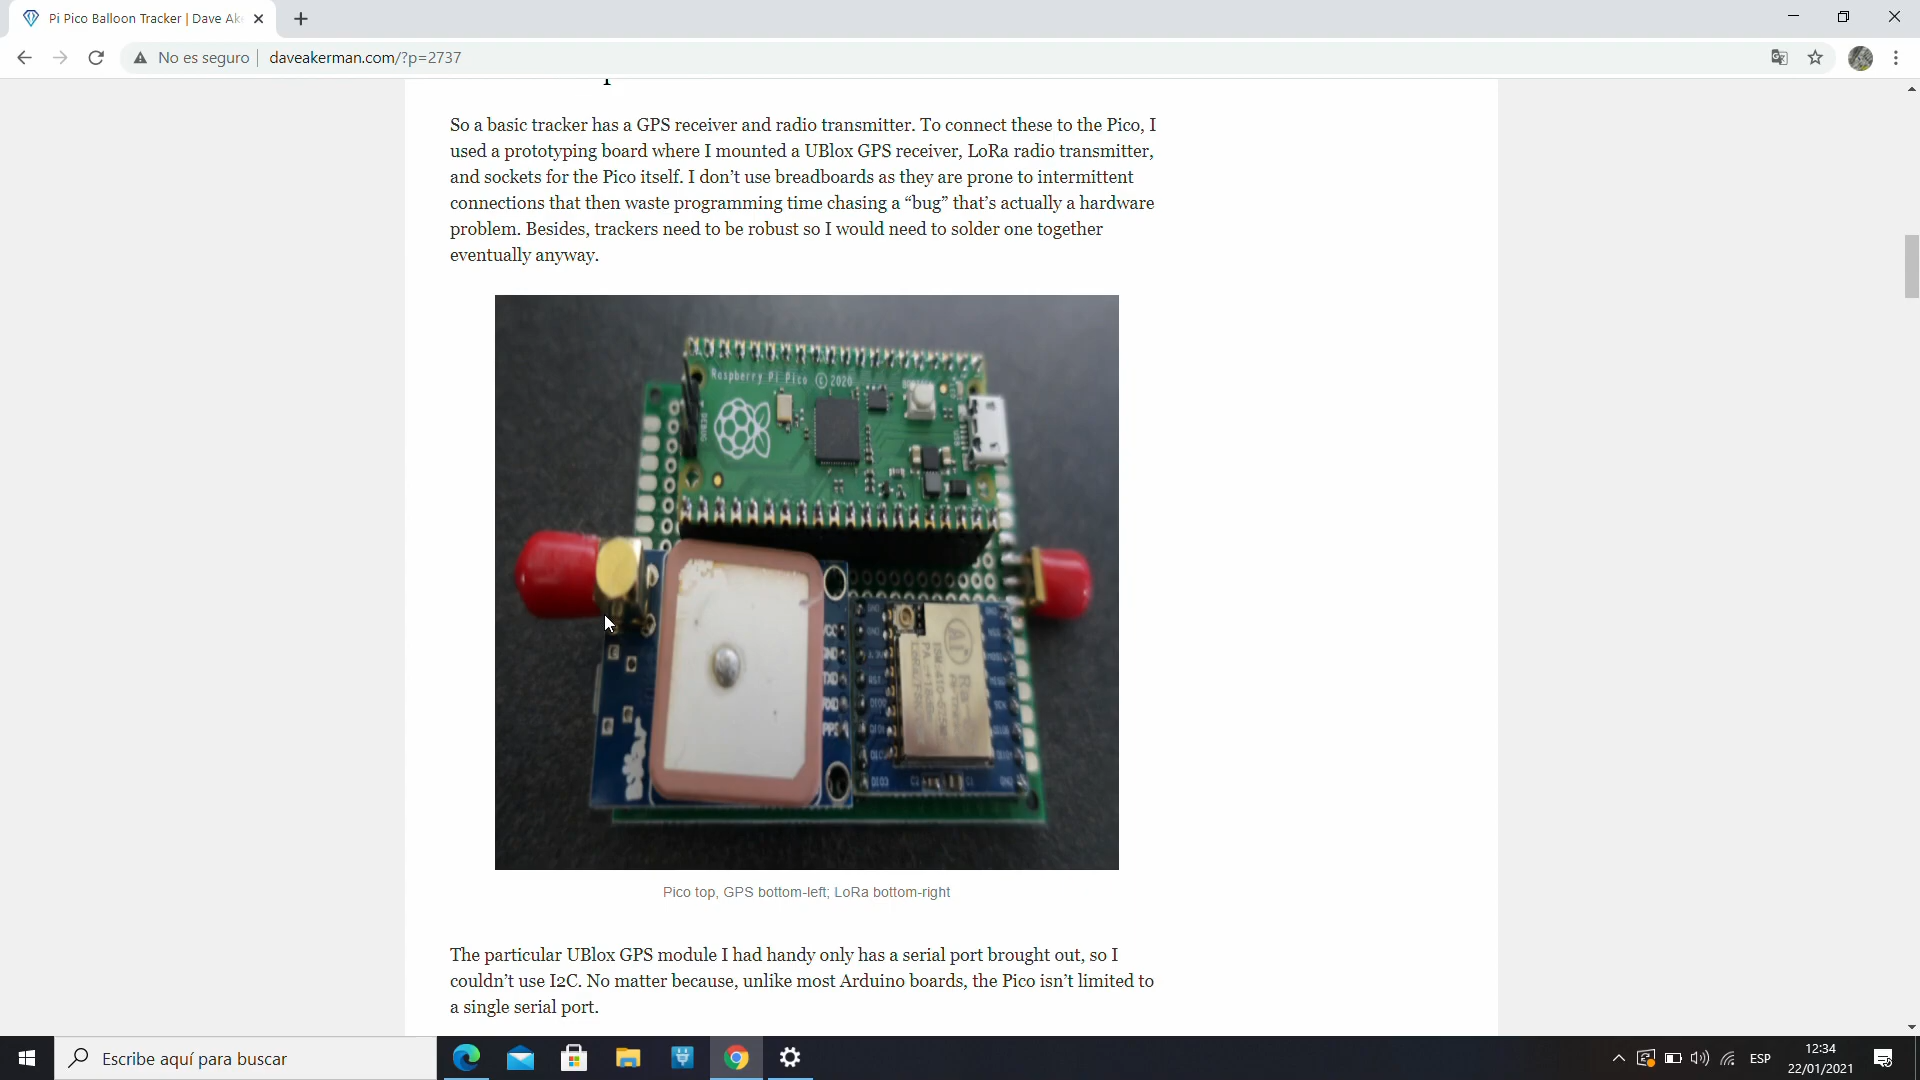 Pi Pico Balloon Tracker | Dave Ak
No es seguro
daveakerman.com/?p=2737
So a basic tracker has a GPS receiver and radio transmitter. To connect these to the Pico, I
used a prototyping board where I mounted a UBlox GPS receiver, LoRa radio transmitter,
and sockets for the Pico itself. I don’t use breadboards as they are prone to intermittent
connections that then waste programming time chasing a “bug” that’s actually a hardware
problem. Besides, trackers need to be robust so I would need to solder one together
eventually anyway.
Raspberry Pi Pico © 2020
DEBUG
USB
VCC
GND
TXD
RXD
PPS
Pico top, GPS bottom-left; LoRa bottom-right
The particular UBlox GPS module I had handy only has a serial port brought out, so I
couldn’t use I2C. No matter because, unlike most Arduino boards, the Pico isn’t limited to
a single serial port.
Escribe aquí para buscar
ESP
12:34
22/01/2021